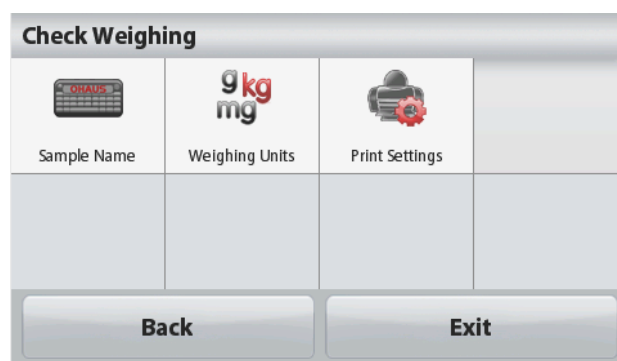 Check Weighing
OHAUS
g kg
mg
Sample Name
Weighing Units
Print Settings
Back
Exit